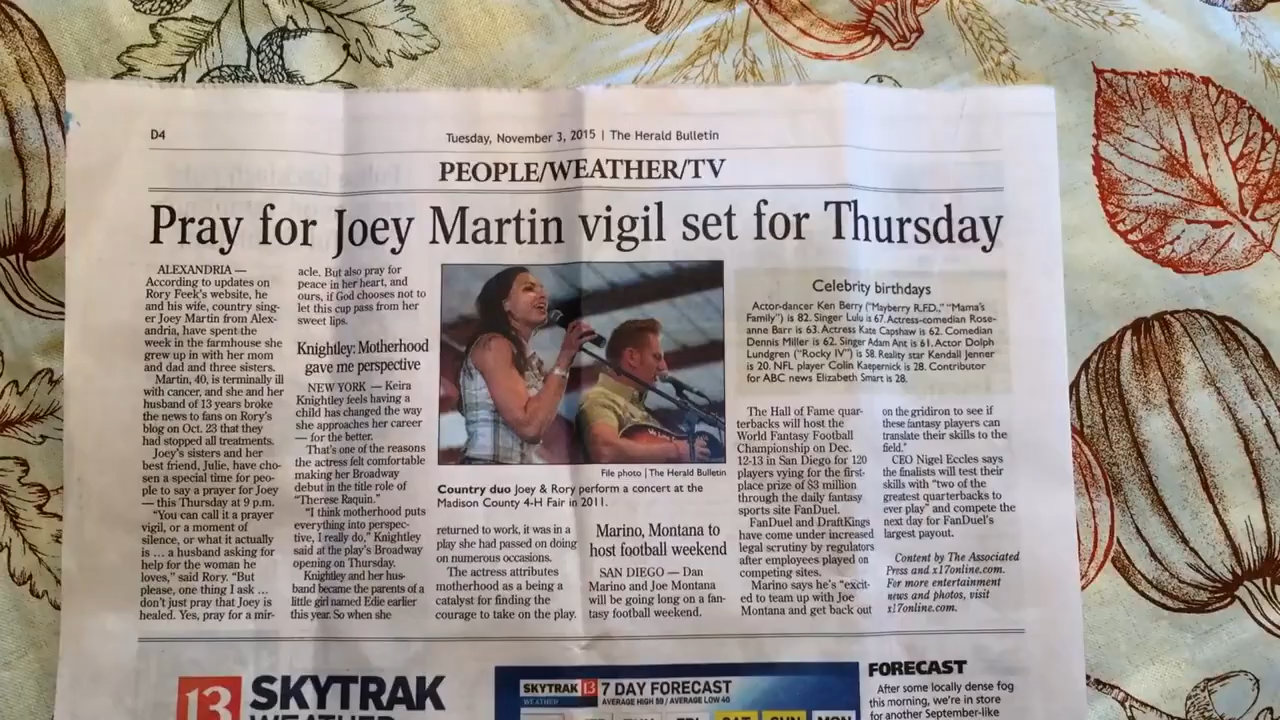 D4
Tuesday, November 3, 2015 | The Herald Bulletin
PEOPLE/WEATHER/TV
Pray for Joey Martin vigil set for Thursday
ALEXANDRIA —
According to updates on
Rory Feek's website, he
and his wife, country sing-
er Joey Martin from Alex-
andria, have spent the
week in the farmhouse she
grew up in with her mom
and dad and three sisters.
Martin, 40, is terminally ill
with cancer, and she and her
husband of 13 years broke
the news to fans on Rory's
blog on Oct. 23 that they
had stopped all treatments.
Joey's sisters and her
best friend, Julie, have cho-
sen a special time for peo-
ple to say a prayer for Joey
— this Thursday at 9 p.m.
"You can call it a prayer
vigil, or a moment of
silence, or what it actually
is ... a husband asking for
help for the woman he
loves," said Rory. "But
please, one thing I ask ...
don't just pray that Joey is
healed. Yes, pray for a mir-
acle. But also pray for
peace in her heart, and
ours, if God chooses not to
let this cup pass from her
sweet lips.
Knightley: Motherhood
gave me perspective
NEW YORK — Keira
Knightley feels having a
child has changed the way
she approaches her career
— for the better.
That's one of the reasons
the actress felt comfortable
making her Broadway
debut in the title role of
"Therese Raquin."
"I think motherhood puts
everything into perspec-
tive, I really do," Knightley
said at the play's Broadway
opening on Thursday.
Knightley and her hus-
band became the parents of a
little girl named Edie earlier
this year. So when she
File photo | The Herald Bulletin
Country duo Joey & Rory perform a concert at the
Madison County 4-H Fair in 2011.
returned to work, it was in a
play she had passed on doing
on numerous occasions.
The actress attributes
motherhood as being a
catalyst for finding the
courage to take on the play.
Marino, Montana to
host football weekend
SAN DIEGO — Dan
Marino and Joe Montana
will be going long on a fan-
tasy football weekend.
Celebrity birthdays
Actor-dancer Ken Berry ("Mayberry R.F.D.," "Mama's
Family") is 82. Singer Lulu is 67. Actress-comedian Rose-
anne Barr is 63. Actress Kate Capshaw is 62. Comedian
Dennis Miller is 62. Singer Adam Ant is 61. Actor Dolph
Lundgren ("Rocky IV") is 58. Reality star Kendall Jenner
is 20. NFL player Colin Kaepernick is 28. Contributor
for ABC news Elizabeth Smart is 28.
The Hall of Fame quar-
terbacks will host the
World Fantasy Football
Championship on Dec.
12-13 in San Diego for 120
players vying for the first-
place prize of $3 million
through the daily fantasy
sports site FanDuel.
FanDuel and DraftKings
have come under increased
legal scrutiny by regulators
after employees played on
competing sites.
Marino says he's "excit-
ed to team up with Joe
Montana and get back out
on the gridiron to see if
these fantasy players can
translate their skills to the
field."
CEO Nigel Eccles says
the finalists will test their
skills with "two of the
greatest quarterbacks to
ever play" and compete the
next day for FanDuel's
largest payout.
Content by The Associated
Press and x17online.com.
For more entertainment
news and photos, visit
x17online.com.
13 SKYTRAK
WEATHER
SKYTRAK 13 7 DAY FORECAST
WEATHER AVERAGE HIGH 59 / AVERAGE LOW 40
FRI SAT SUN MON
FORECAST
After some locally dense fog
this morning, we're in store
for another September-like